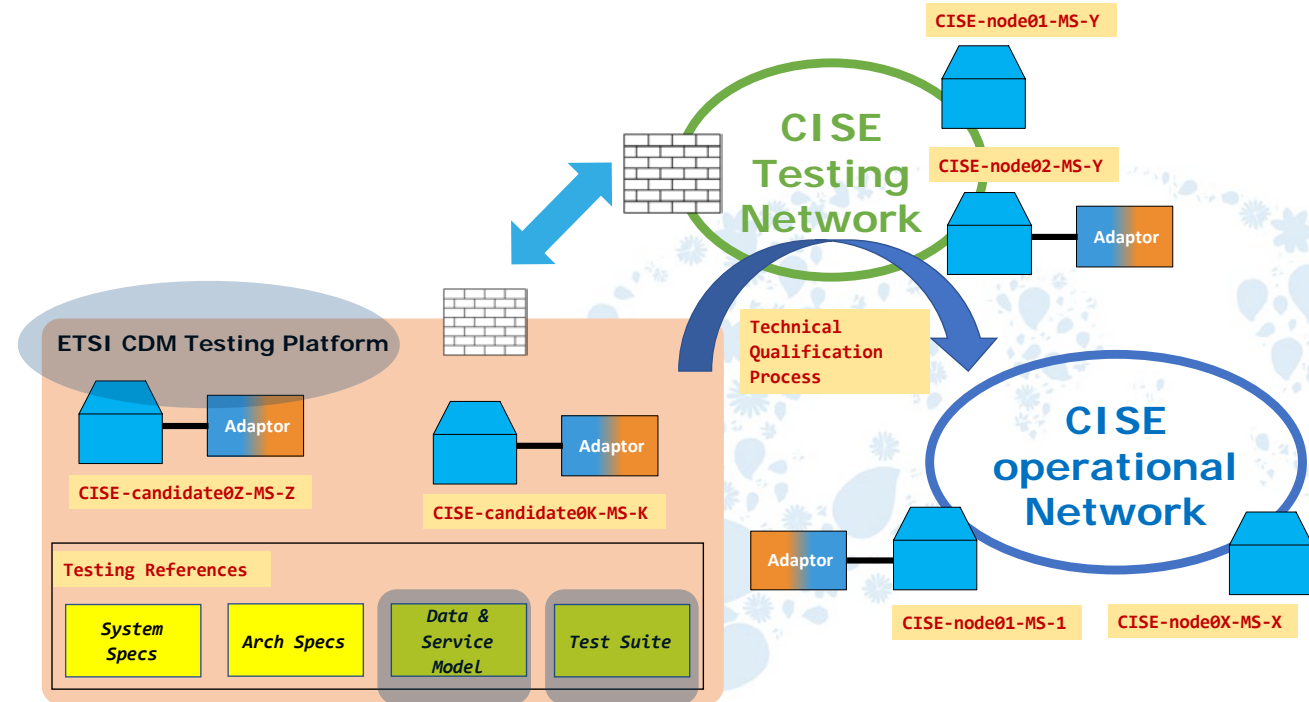 CISE-node01-MS-Y
CISE
Testing
Network
CISE-node02-MS-Y
Adaptor
ETSI CDM Testing Platform
Technical
Qualification
Process
Adaptor
Adaptor
CISE-candidate0Z-MS-Z
CISE-candidate0K-MS-K
CISE
operational
Network
Adaptor
CISE-node01-MS-1
CISE-node0X-MS-X
Testing References
System
Specs
Arch Specs
Data &
Service
Model
Test Suite